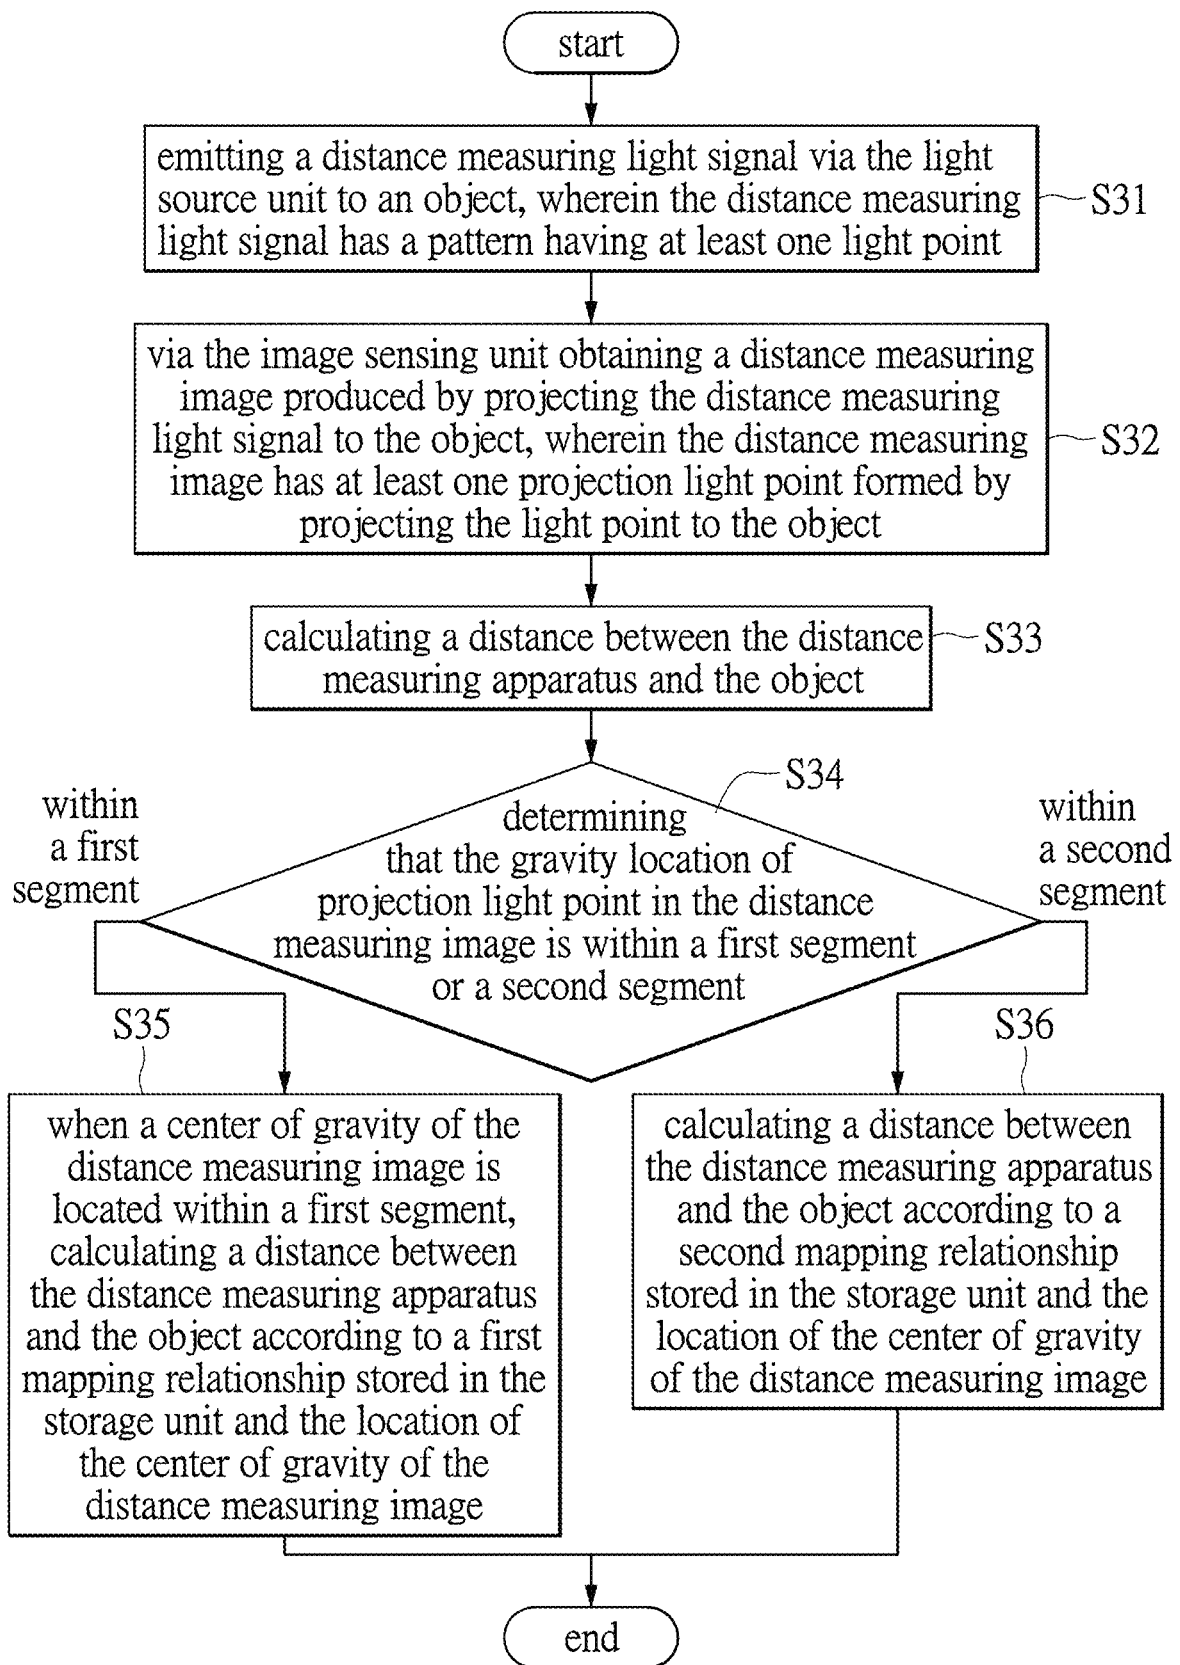 start
emitting a distance measuring light signal via the light
source unit to an object, wherein the distance measuring
light signal has a pattern having at least one light point
S31
via the image sensing unit obtaining a distance measuring
image produced by projecting the distance measuring
light signal to the object, wherein the distance measuring
image has at least one projection light point formed by
projecting the light point to the object
S32
calculating a distance between the distance
measuring apparatus and the object
S33
S34
determining
that the gravity location of
projection light point in the distance
measuring image is within a first segment
or a second segment
within
a first
segment
within
a second
segment
S35
when a center of gravity of the
distance measuring image is
located within a first segment,
calculating a distance between
the distance measuring apparatus
and the object according to a first
mapping relationship stored in the
storage unit and the location of
the center of gravity of the
distance measuring image
S36
calculating a distance between
the distance measuring apparatus
and the object according to a
second mapping relationship
stored in the storage unit and the
location of the center of gravity
of the distance measuring image
end